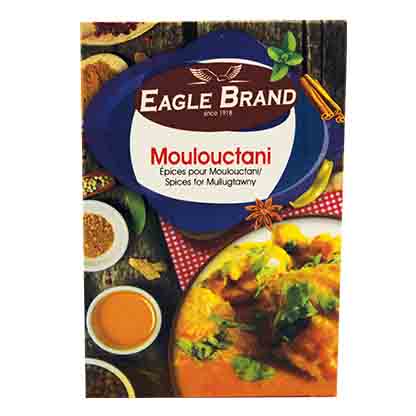 EAGLE BRAND
since 1918
Moulouctani
Épices pour Moulouctani/
Spices for Mullugtawny